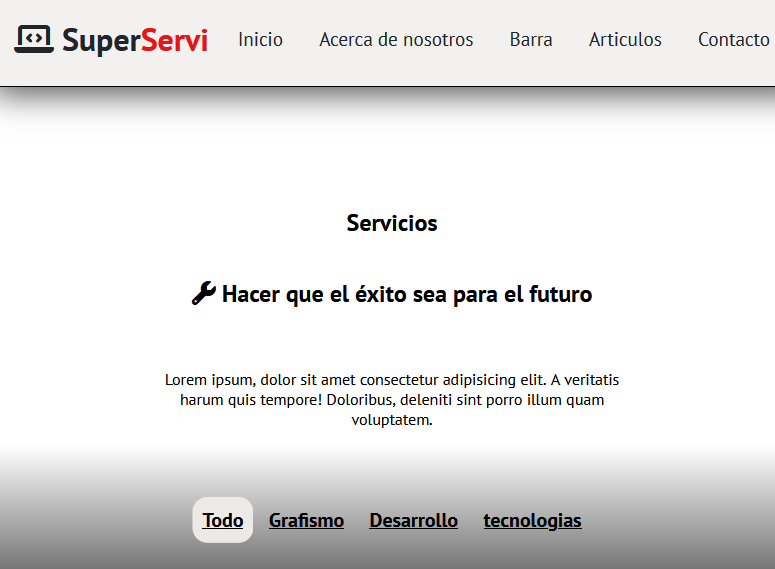 SuperServi Inicio Acerca de nosotros Barra Articulos Contacto
Servicios
Hacer que el éxito sea para el futuro
Lorem ipsum, dolor sit amet consectetur adipisicing elit. A veritatis
harum quis tempore! Doloribus, deleniti sint porro illum quam
voluptatem.
Todo Grafismo Desarrollo tecnologias